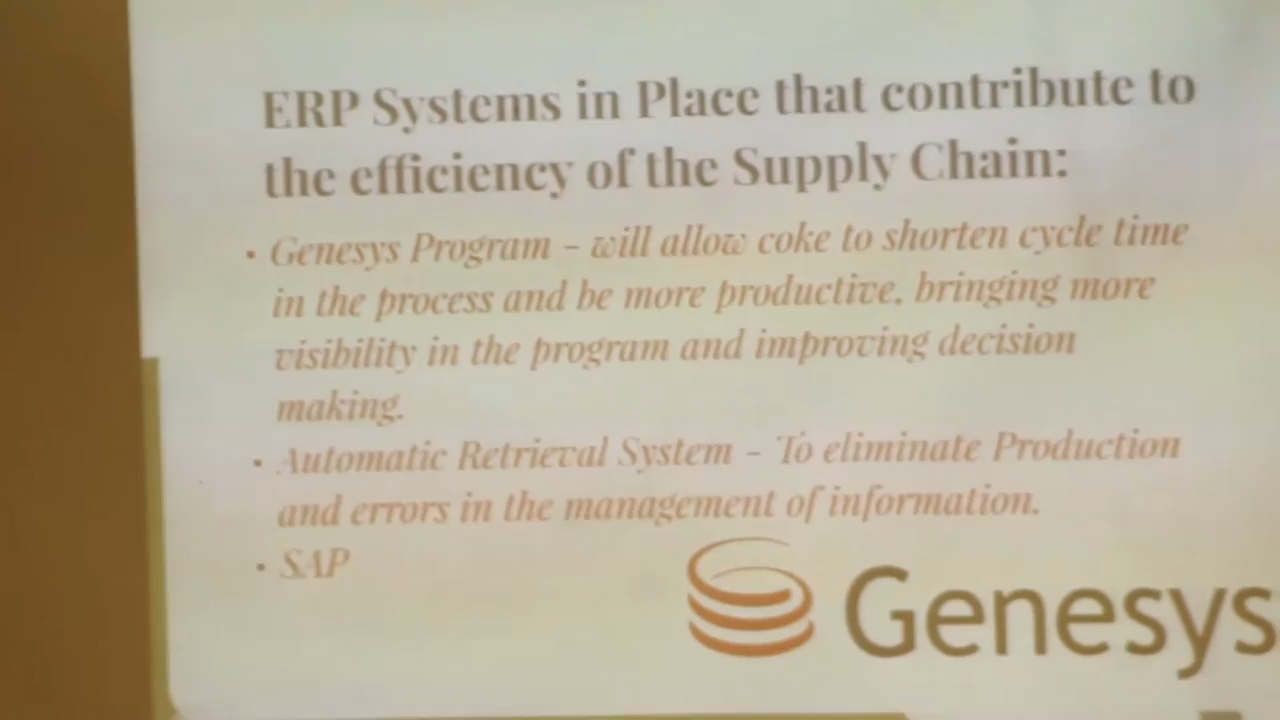 ERP Systems in Place that contribute to
the efficiency of the Supply Chain:
• Genesys Program – will allow coke to shorten cycle time
in the process and be more productive, bringing more
visibility in the program and improving decision
making.
• Automatic Retrieval System – To eliminate Production
and errors in the management of information.
• SAP
Genesys